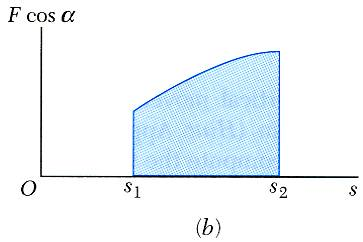 F cos α
O s₁ s₂ s
(b)